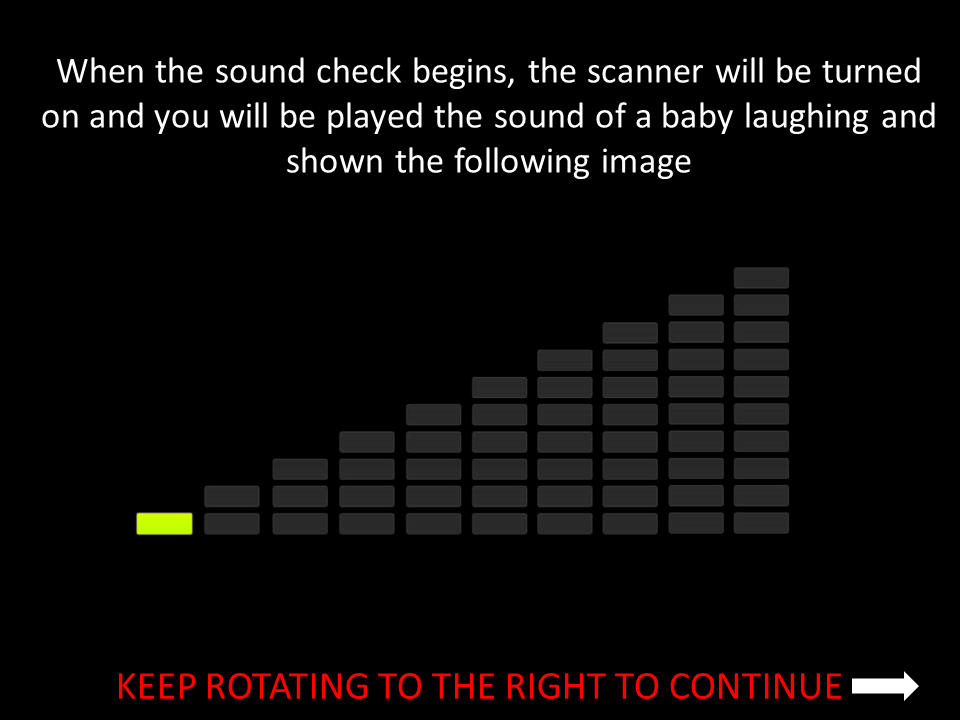 When the sound check begins, the scanner will be turned
on and you will be played the sound of a baby laughing and
shown the following image
KEEP ROTATING TO THE RIGHT TO CONTINUE